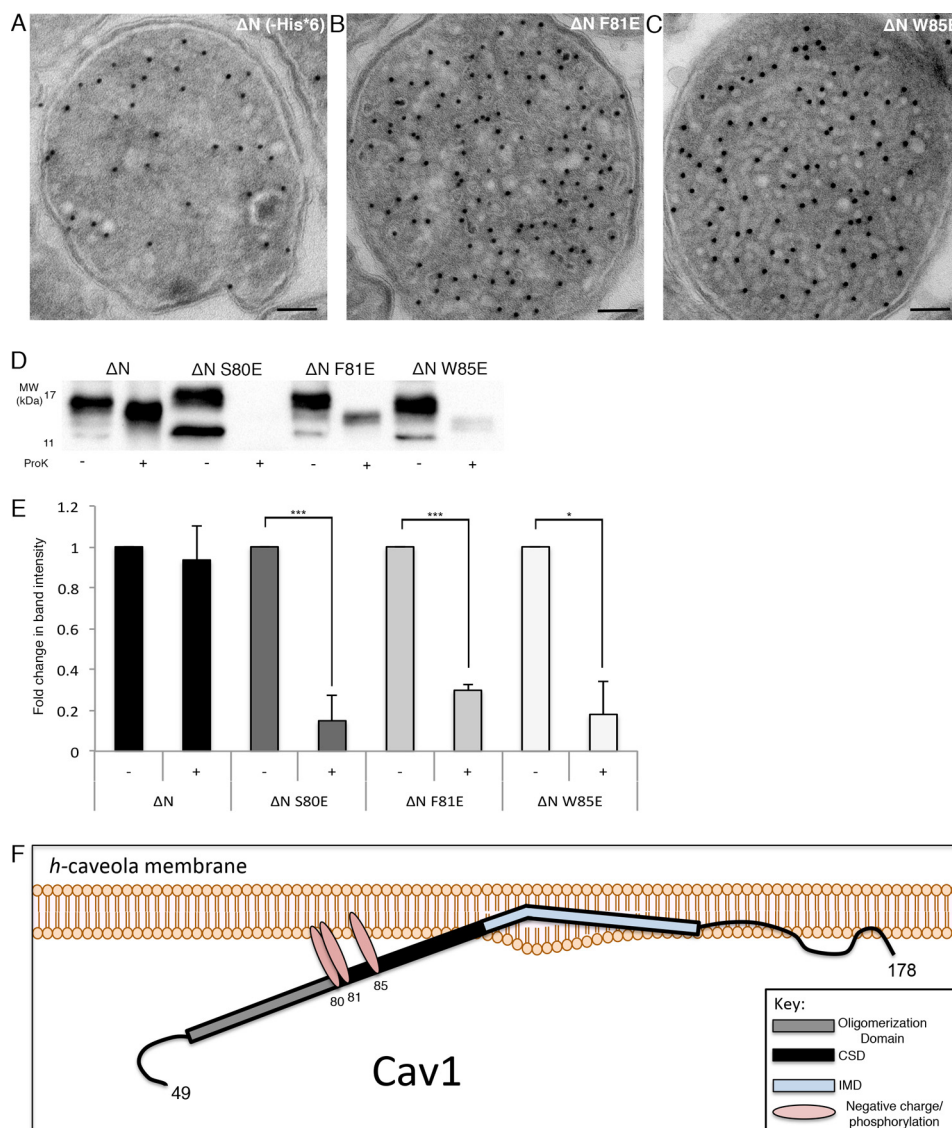 A
ΔN (-His*6)
B
ΔN F81E
C
ΔN W85E
D
ΔN
ΔN S80E
ΔN F81E
ΔN W85E
MW
(kDa)
17
11
ProK
-
+
-
+
-
+
-
+
E
Fold change in band intensity
1.2
1
0.8
0.6
0.4
0.2
0
***
***
*
-
+
-
+
-
+
-
+
ΔN
ΔN S80E
ΔN F81E
ΔN W85E
F
h-caveola membrane
80
81
85
49
178
Cav1
Key:
Oligomerization
Domain
CSD
IMD
Negative charge/
phosphorylation